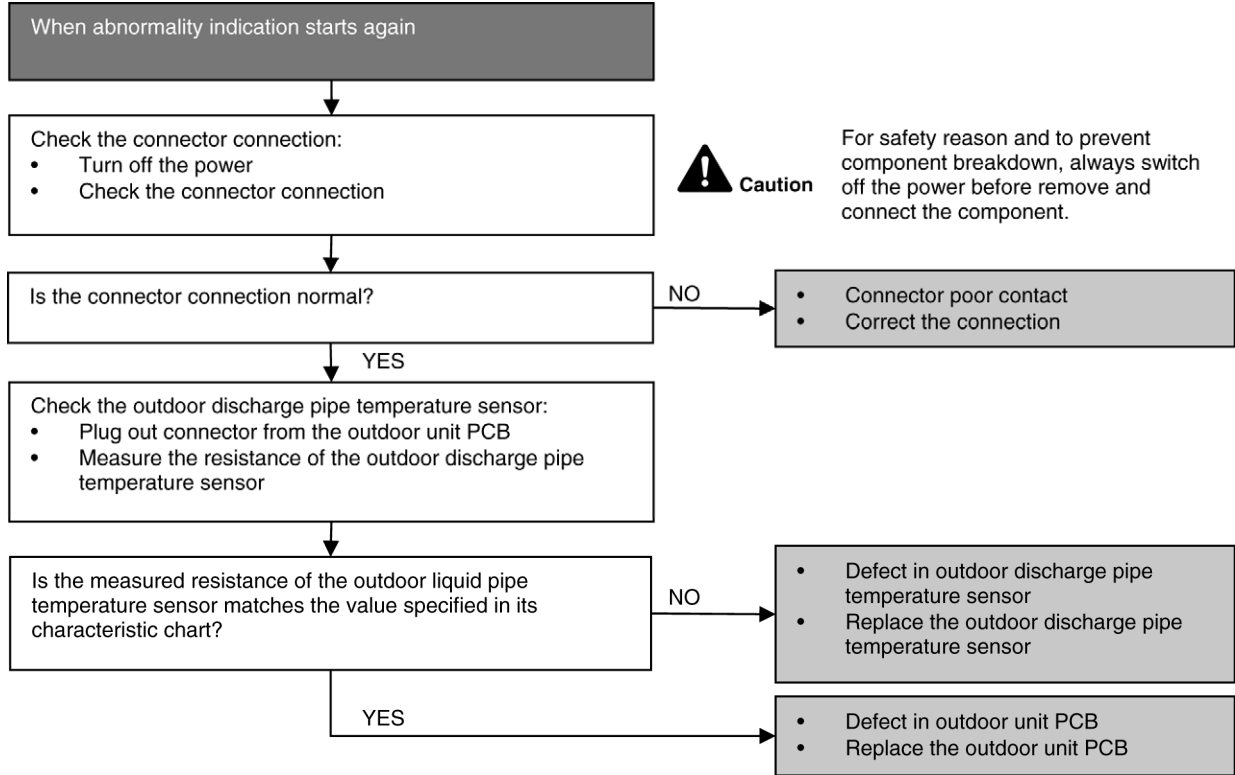 When abnormality indication starts again
Check the connector connection:
• Turn off the power
• Check the connector connection
Caution
For safety reason and to prevent
component breakdown, always switch
off the power before remove and
connect the component.
Is the connector connection normal?
NO
• Connector poor contact
• Correct the connection
YES
Check the outdoor discharge pipe temperature sensor:
• Plug out connector from the outdoor unit PCB
• Measure the resistance of the outdoor discharge pipe
temperature sensor
Is the measured resistance of the outdoor liquid pipe
temperature sensor matches the value specified in its
characteristic chart?
NO
• Defect in outdoor discharge pipe
temperature sensor
• Replace the outdoor discharge pipe
temperature sensor
YES
• Defect in outdoor unit PCB
• Replace the outdoor unit PCB